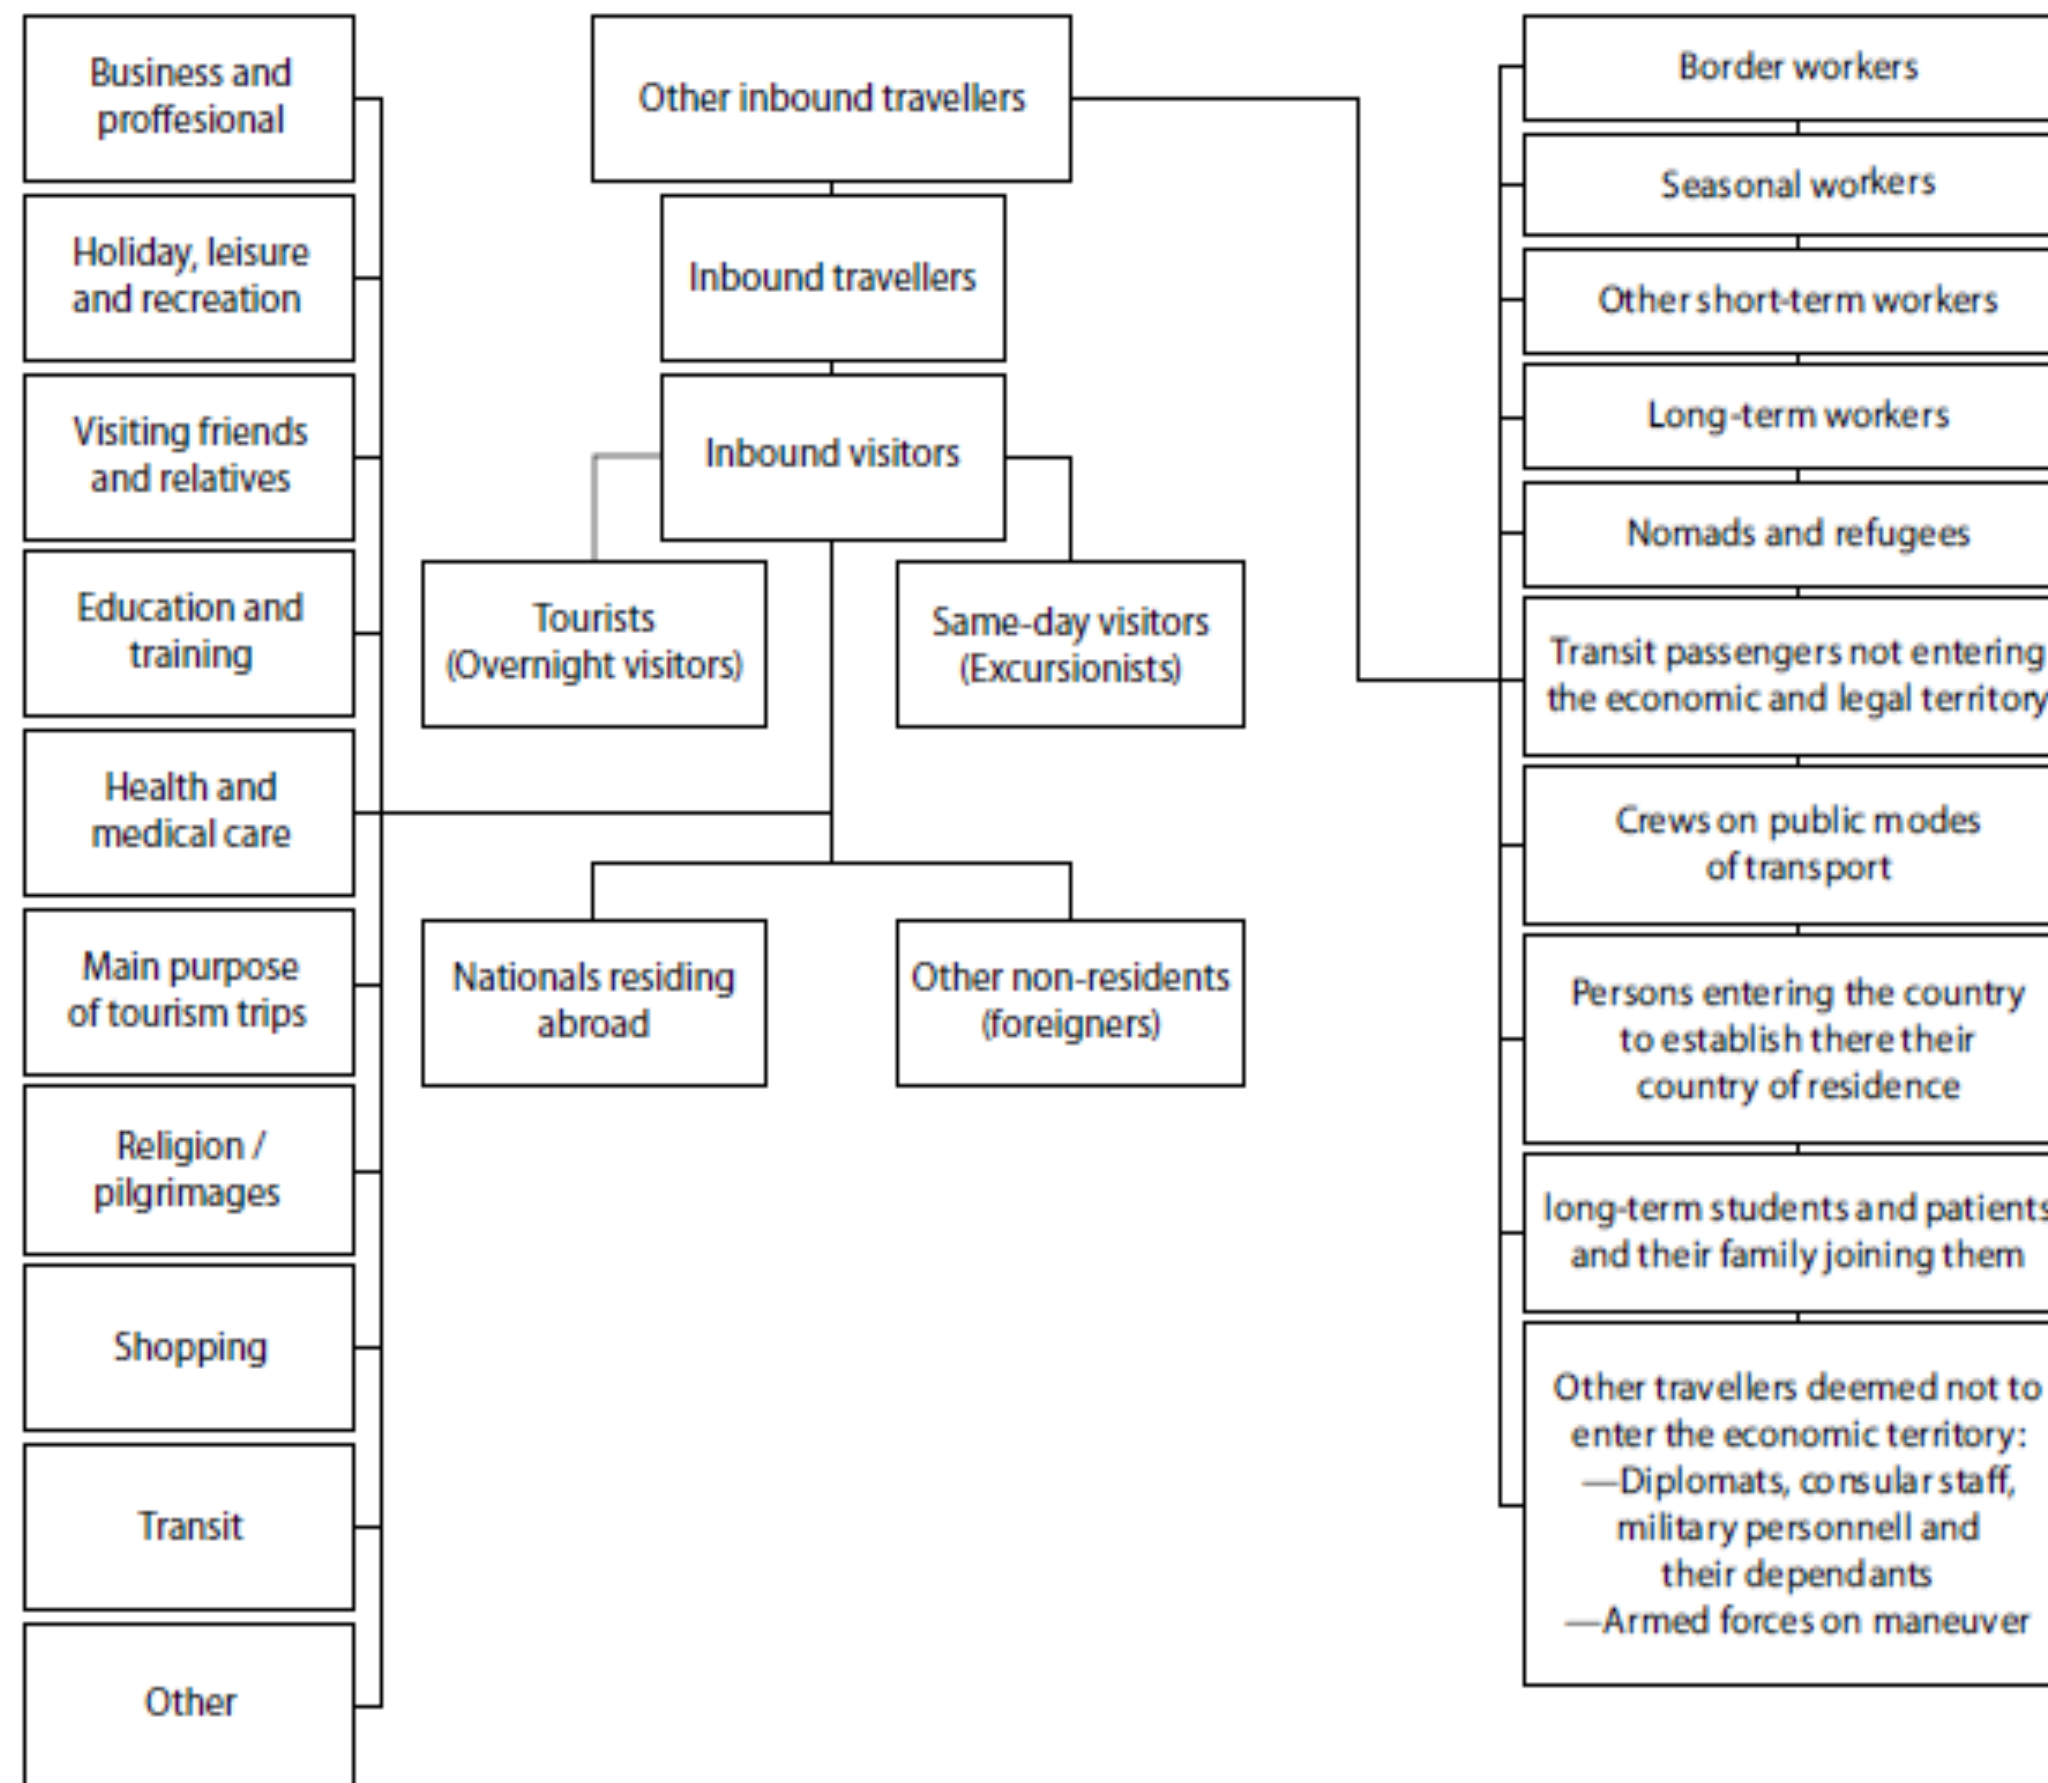 Business and
proffesional
Holiday, leisure
and recreation
Visiting friends
and relatives
Education and
training
Health and
medical care
Main purpose
of tourism trips
Religion /
pilgrimages
Shopping
Transit
Other
Other inbound travellers
Inbound travellers
Inbound visitors
Tourists
(Overnight visitors)
Same-day visitors
(Excursionists)
Nationals residing
abroad
Other non-residents
(foreigners)
Border workers
Seasonal workers
Other short-term workers
Long-term workers
Nomads and refugees
Transit passengers not entering
the economic and legal territory
Crews on public modes
of transport
Persons entering the country
to establish there their
country of residence
long-term students and patients
and their family joining them
Other travellers deemed not to
enter the economic territory:
—Diplomats, consular staff,
military personnell and
their dependants
—Armed forces on maneuver